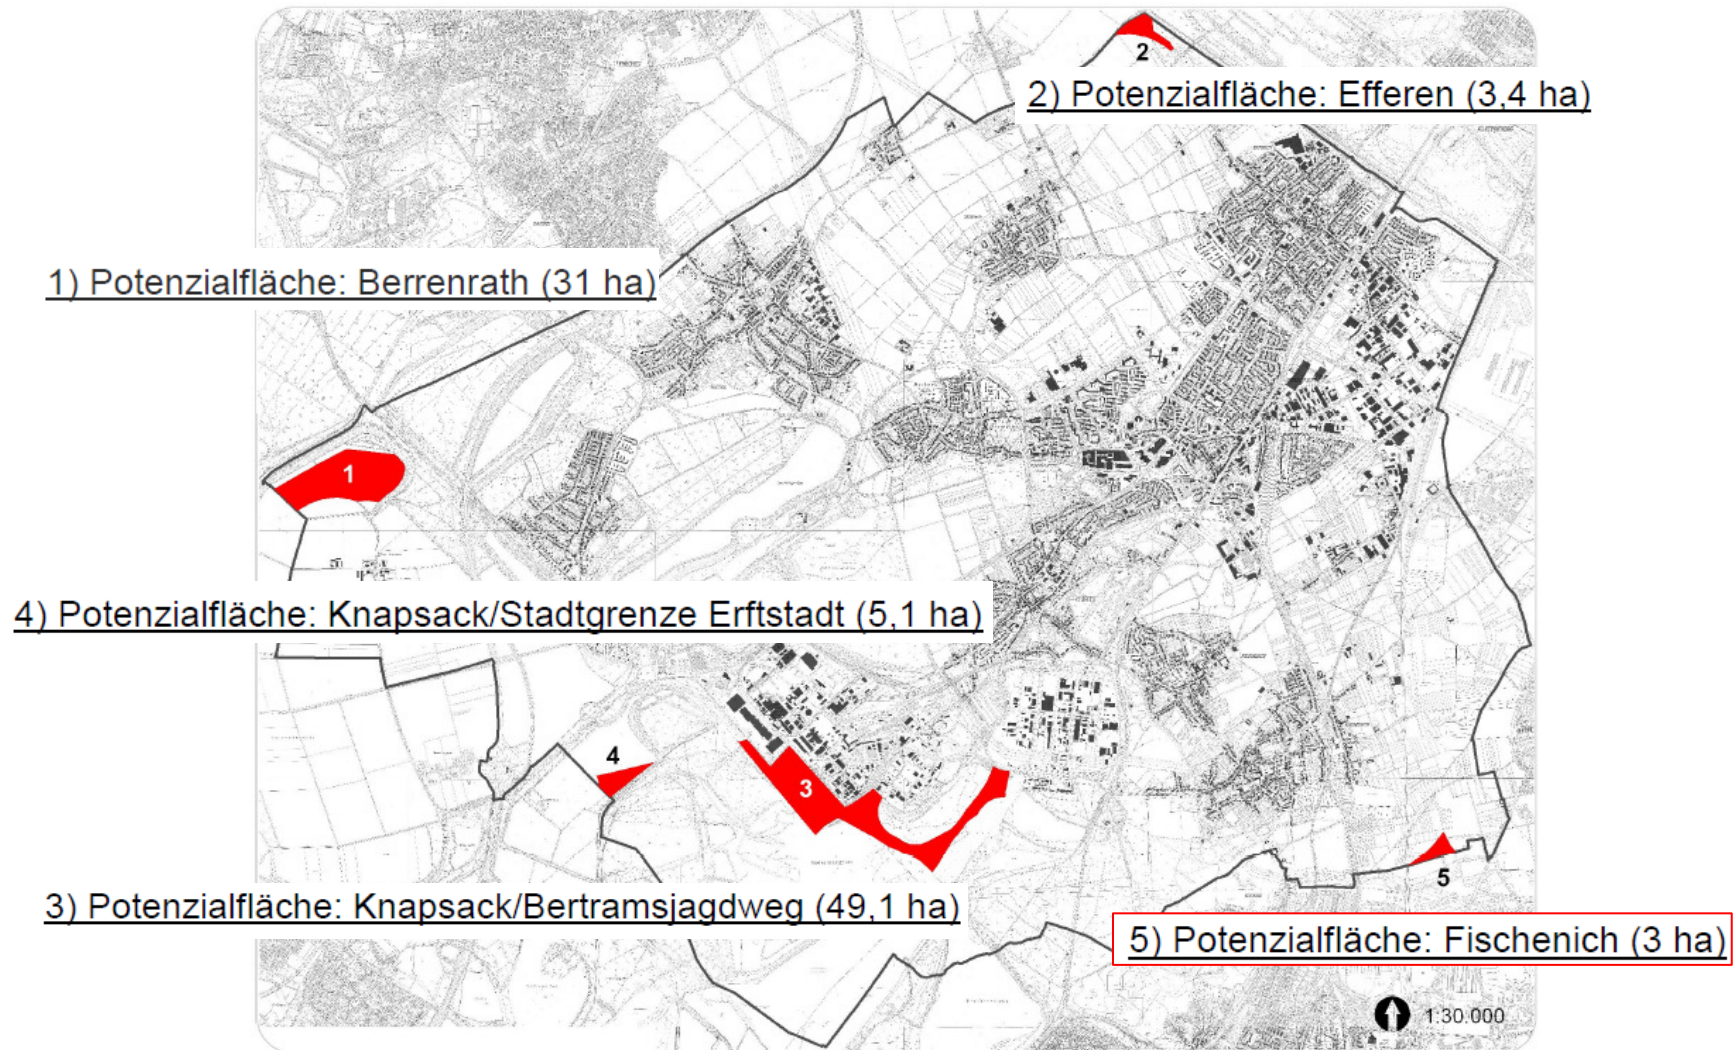 2
2) Potenzialfläche: Efferen (3,4 ha)
1) Potenzialfläche: Berrenrath (31 ha)
1
4) Potenzialfläche: Knapsack/Stadtgrenze Erftstadt (5,1 ha)
4
3
5
3) Potenzialfläche: Knapsack/Bertramsjagdweg (49,1 ha)
5) Potenzialfläche: Fischenich (3 ha)
1:30.000